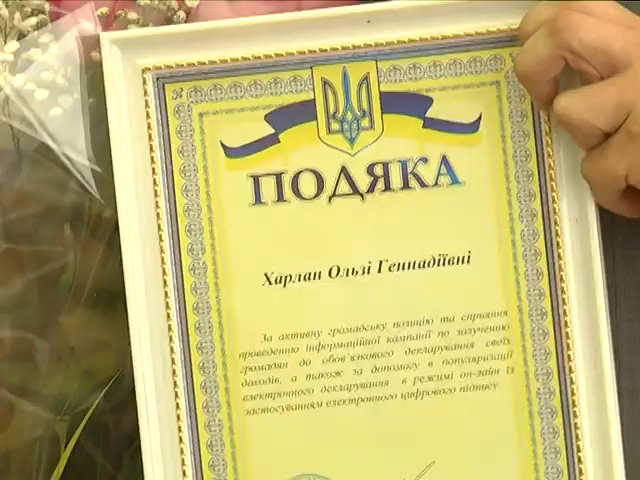 ПОДЯКА
Харлан Ользі Геннадіївні
За активну громадську позицію та сприяння
проведенню інформаційної кампанії по залученню
громадян до обов'язкового декларування своїх
доходів, а також за допомогу в популяризації
електронного декларування в режимі он-лайн із
застосуванням електронного цифрового підпису